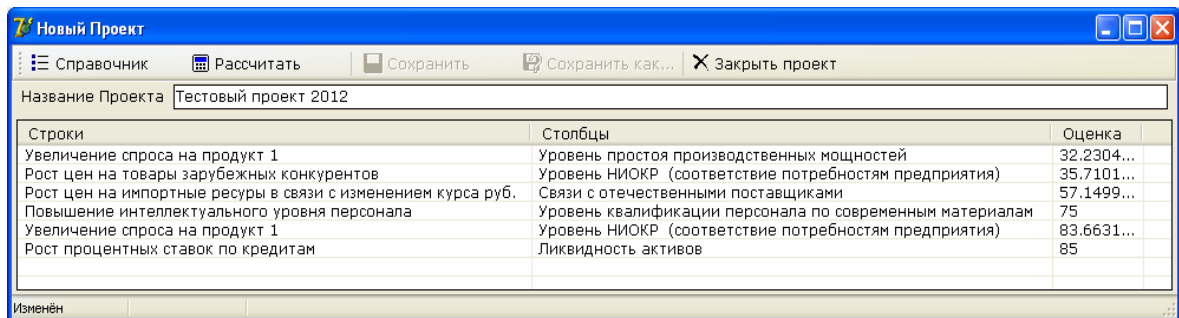 Новый Проект
Справочник Рассчитать Сохранить Сохранить как... Закрыть проект
Название Проекта Тестовый проект 2012
Строки Столбцы Оценка
Увеличение спроса на продукт 1 Уровень простоя производственных мощностей 32.2304...
Рост цен на товары зарубежных конкурентов Уровень НИОКР (соответствие потребностям предприятия) 35.7101...
Рост цен на импортные ресуры в связи с изменением курса руб. Связи с отечественными поставщиками 57.1499...
Повышение интеллектуального уровня персонала Уровень квалификации персонала по современным материалам 75
Увеличение спроса на продукт 1 Уровень НИОКР (соответствие потребностям предприятия) 83.6631...
Рост процентных ставок по кредитам Ликвидность активов 85
Изменён